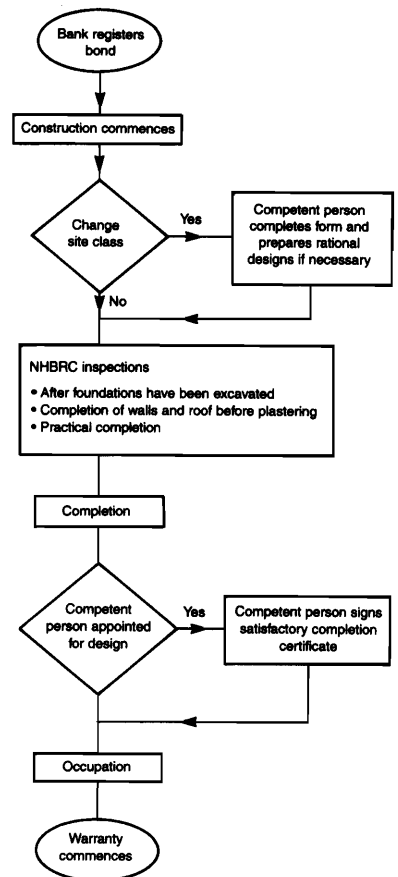 Bank registers
bond
Construction commences
Change
site class
Yes
Competent person
completes form and
prepares rational
designs if necessary
No
NHBRC inspections
• After foundations have been excavated
• Completion of walls and roof before plastering
• Practical completion
Completion
Competent
person appointed
for design
Yes
Competent person signs
satisfactory completion
certificate
Occupation
Warranty
commences